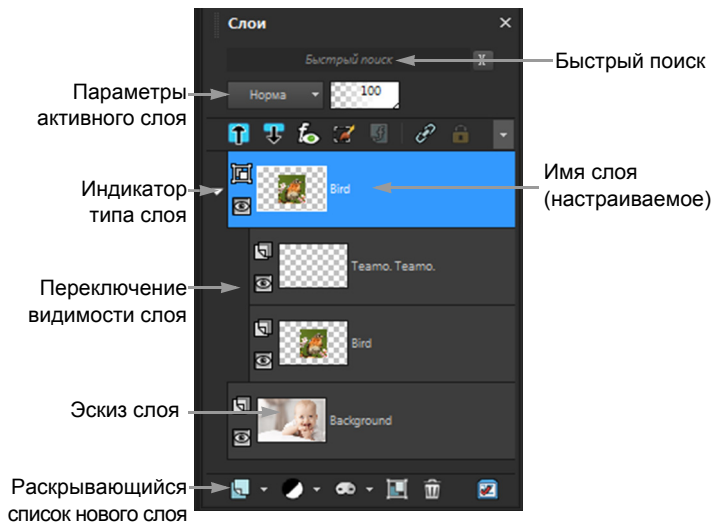 Слои
Быстрый поиск
X
Быстрый поиск
Параметры
активного слоя
Норма
100
Индикатор
типа слоя
Bird
Имя слоя
(настраиваемое)
Teamo. Teamo.
Переключение
видимости слоя
Bird
Эскиз слоя
Background
Раскрывающийся
список нового слоя